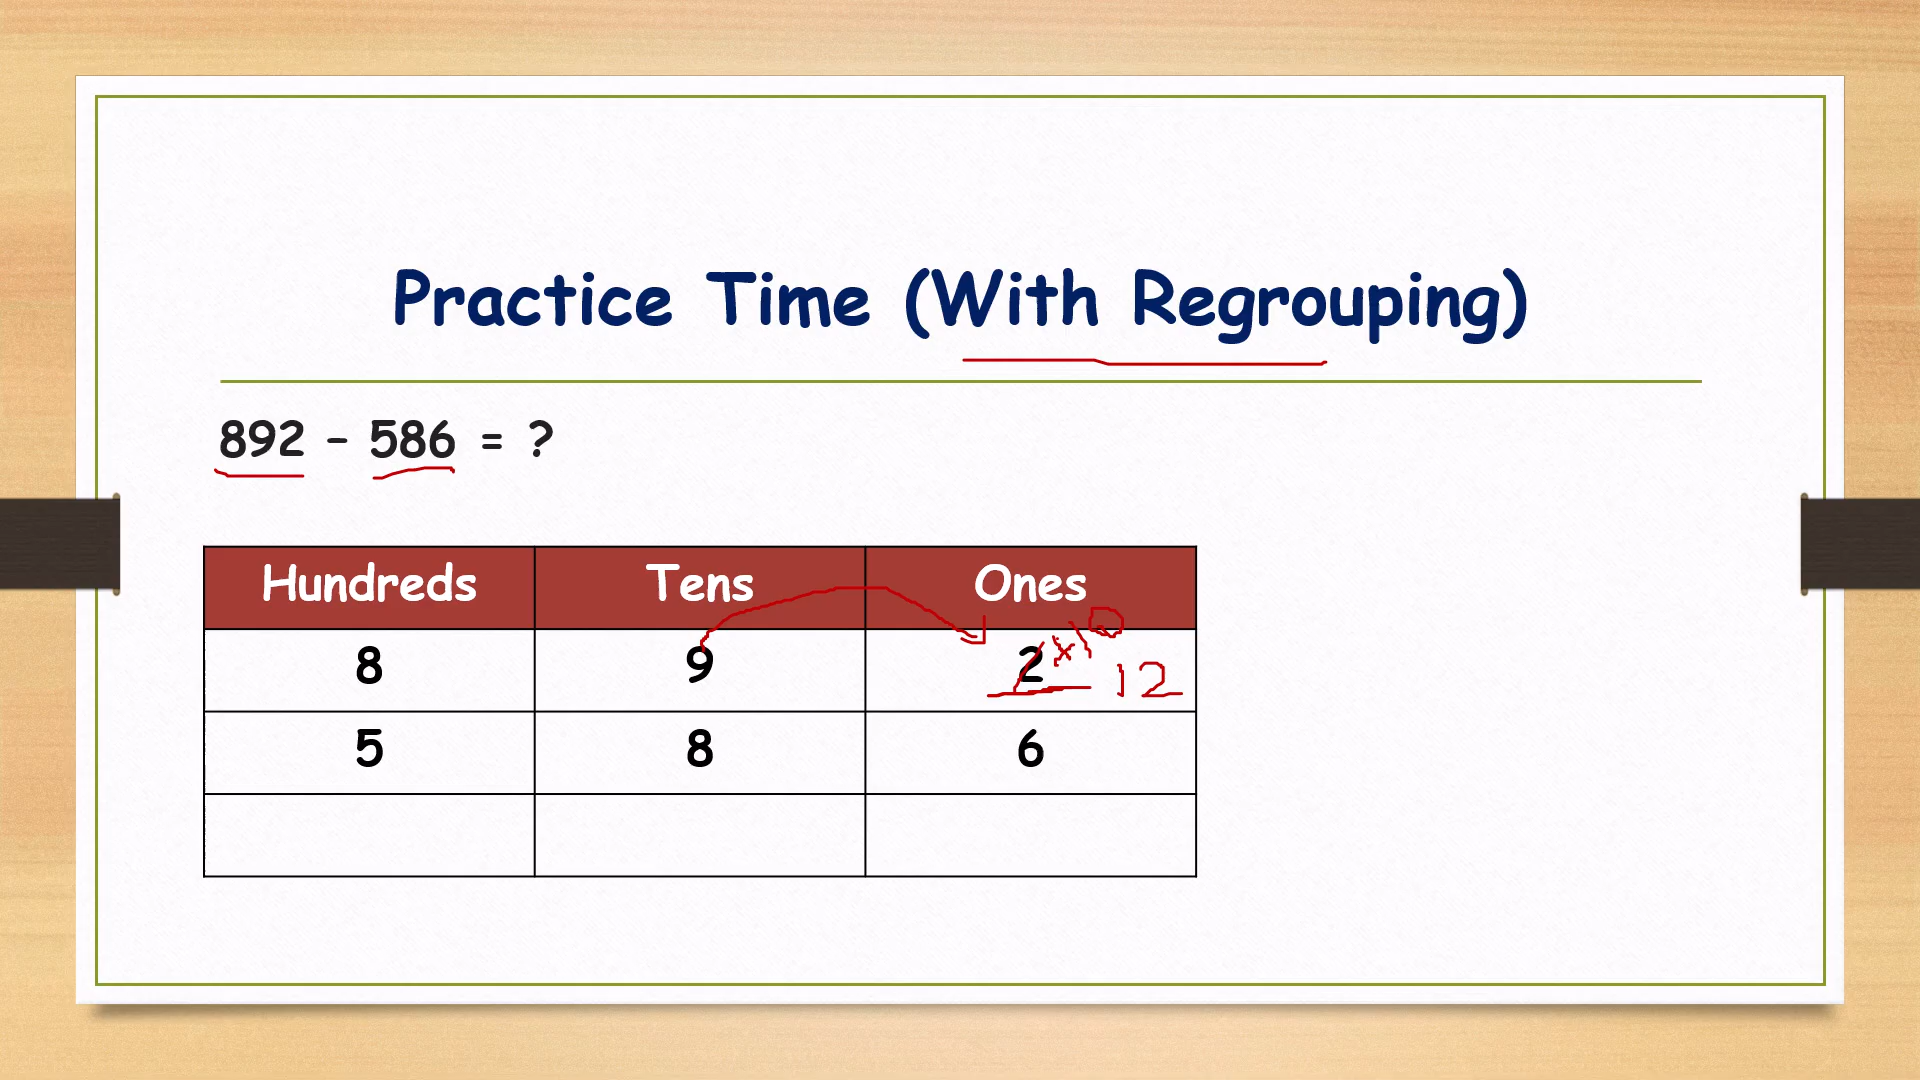 Practice Time (With Regrouping)
892 - 586 = ?
Hundreds Tens Ones
8 9 2 12
5 8 6